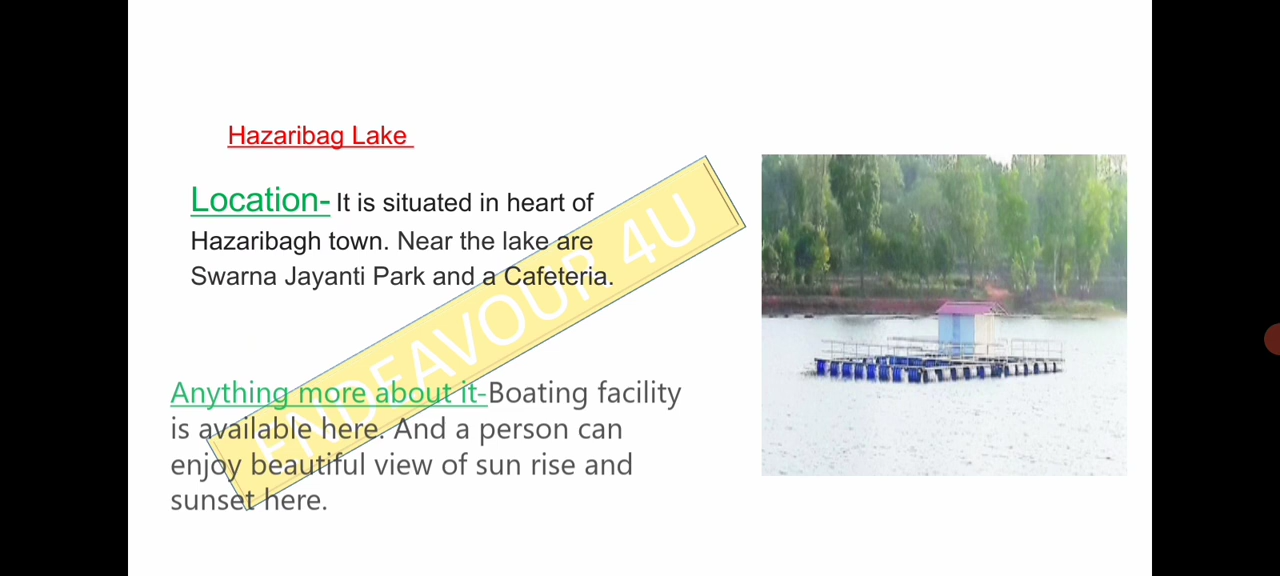 Hazaribag Lake
Location- It is situated in heart of
Hazaribagh town. Near the lake are
Swarna Jayanti Park and a Cafeteria.
ENDEAVOUR 4U
Anything more about it-Boating facility
is available here. And a person can
enjoy beautiful view of sun rise and
sunset here.